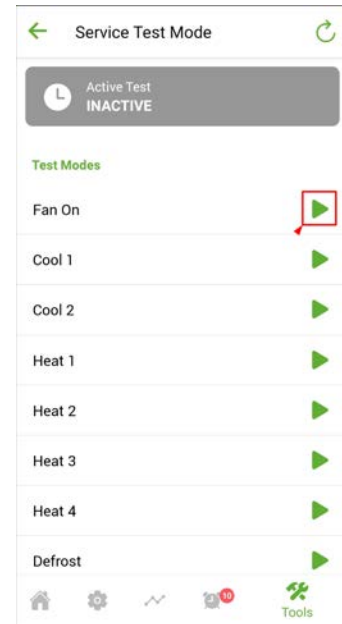 Service Test Mode
Active Test
INACTIVE
Test Modes
Fan On
Cool 1
Cool 2
Heat 1
Heat 2
Heat 3
Heat 4
Defrost
10
Tools